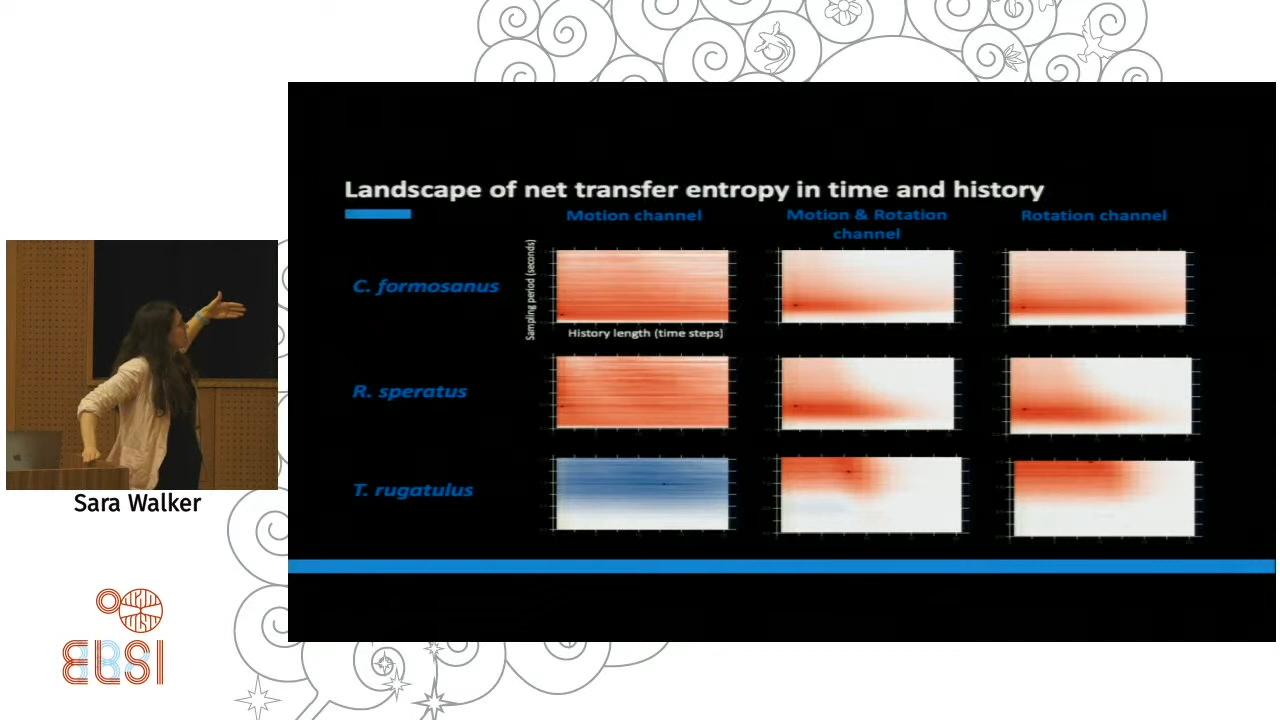 Landscape of net transfer entropy in time and history
Motion channel
Motion & Rotation
channel
Rotation channel
C. formosanus
Sampling period (seconds)
History length (time steps)
R. speratus
T. rugatulus
Sara Walker
ELSI